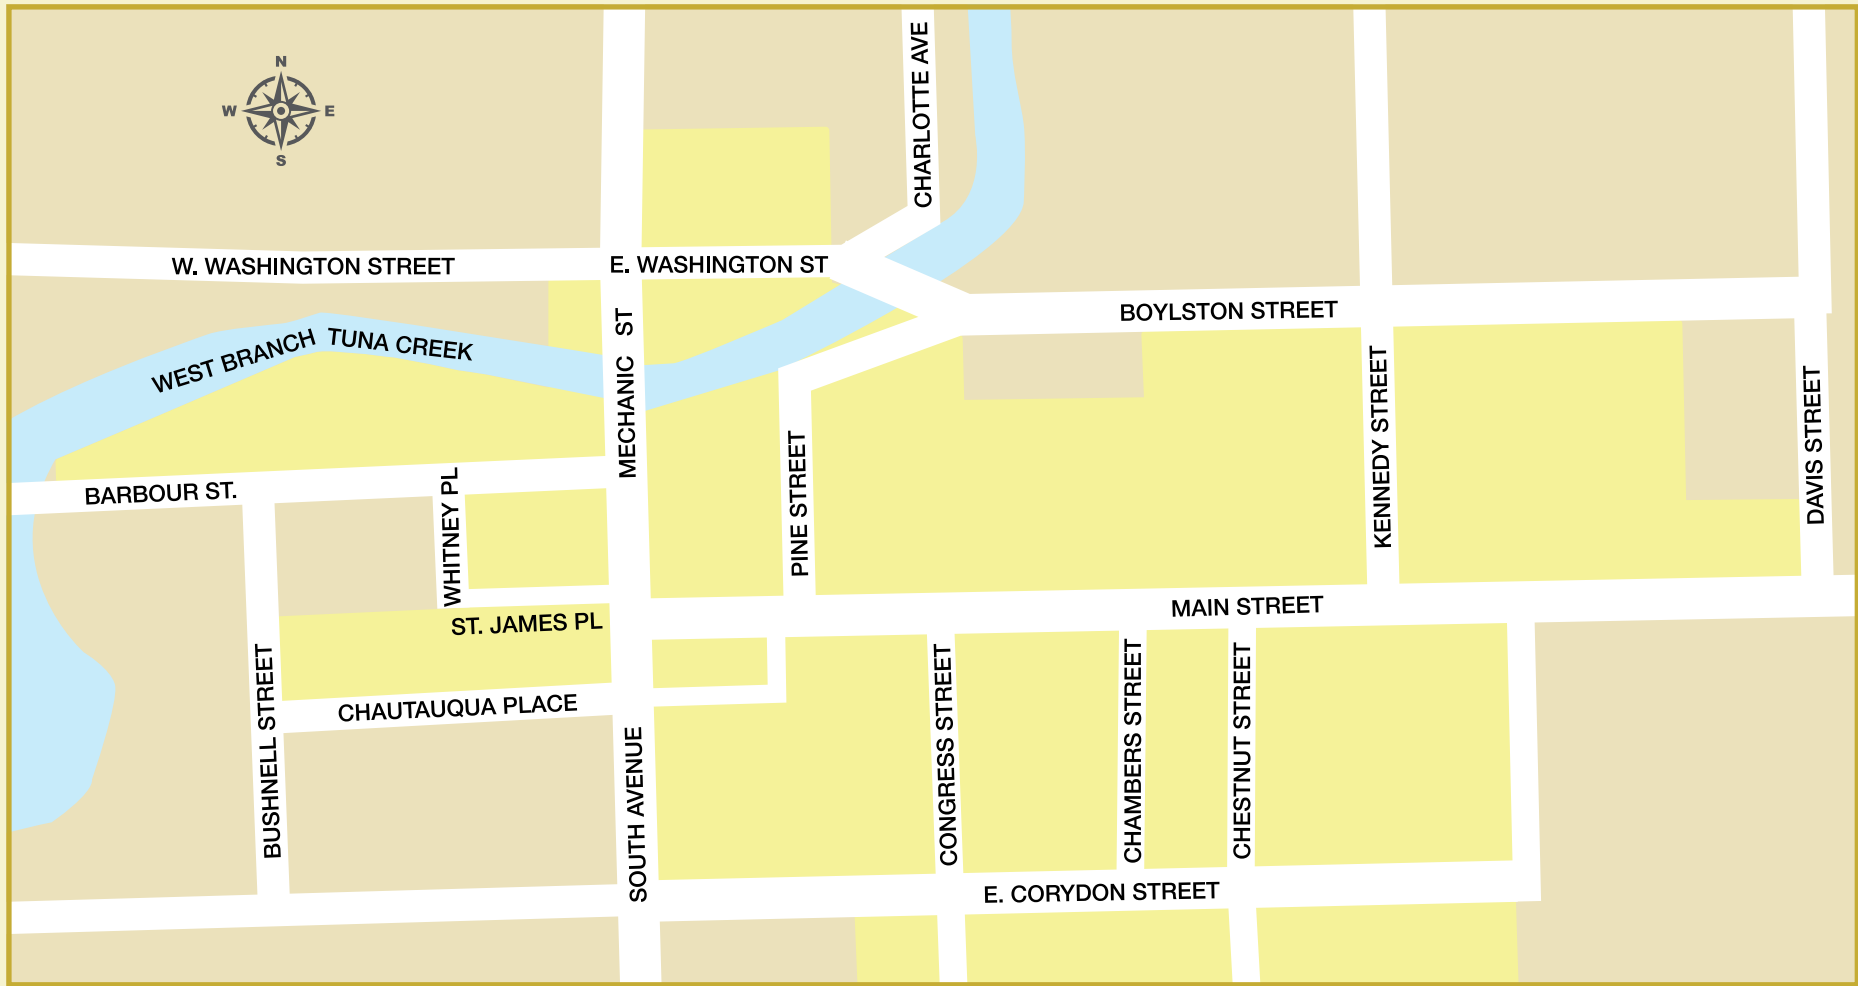 N
W
E
S
CHARLOTTE AVE
W. WASHINGTON STREET
E. WASHINGTON ST
BOYLSTON STREET
WEST BRANCH TUNA CREEK
MECHANIC ST
KENNEDY STREET
DAVIS STREET
PINE STREET
BARBOUR ST.
WHITNEY PL
MAIN STREET
ST. JAMES PL
BUSHNELL STREET
CHAUTAUQUA PLACE
SOUTH AVENUE
CONGRESS STREET
CHAMBERS STREET
CHESTNUT STREET
E. CORYDON STREET